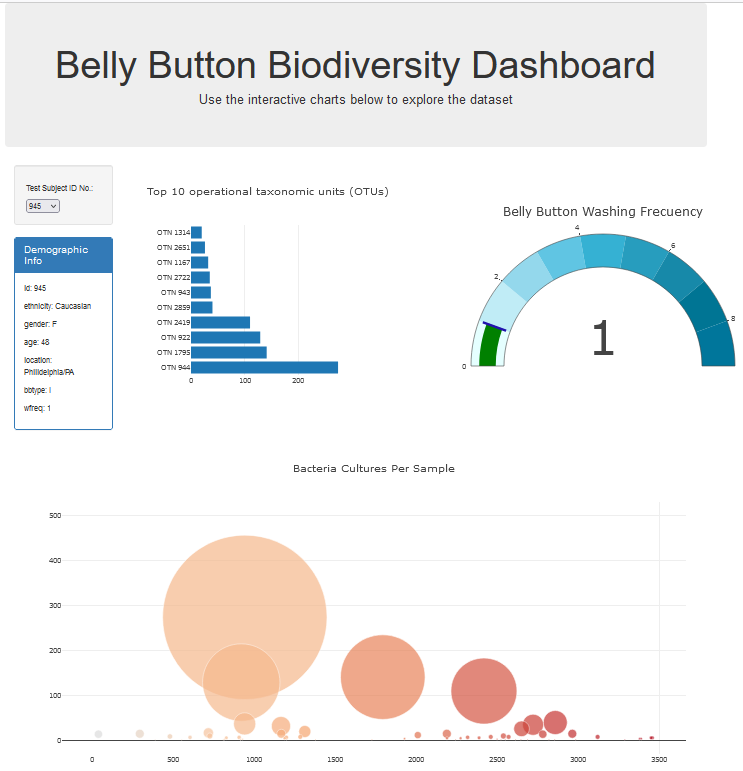 Belly Button Biodiversity Dashboard
Use the interactive charts below to explore the dataset
Test Subject ID No.:
945
Demographic
Info
id: 945
ethnicity: Caucasian
gender: F
age: 48
location:
Philidelphia/PA
bbtype: I
wfreq: 1
Top 10 operational taxonomic units (OTUs)
OTN 1314
OTN 2651
OTN 1167
OTN 2722
OTN 943
OTN 2859
OTN 2419
OTN 922
OTN 1795
OTN 944
0 100 200
Belly Button Washing Frecuency
0
2
4
6
8
1
Bacteria Cultures Per Sample
500
400
300
200
100
0
0 500 1000 1500 2000 2500 3000 3500